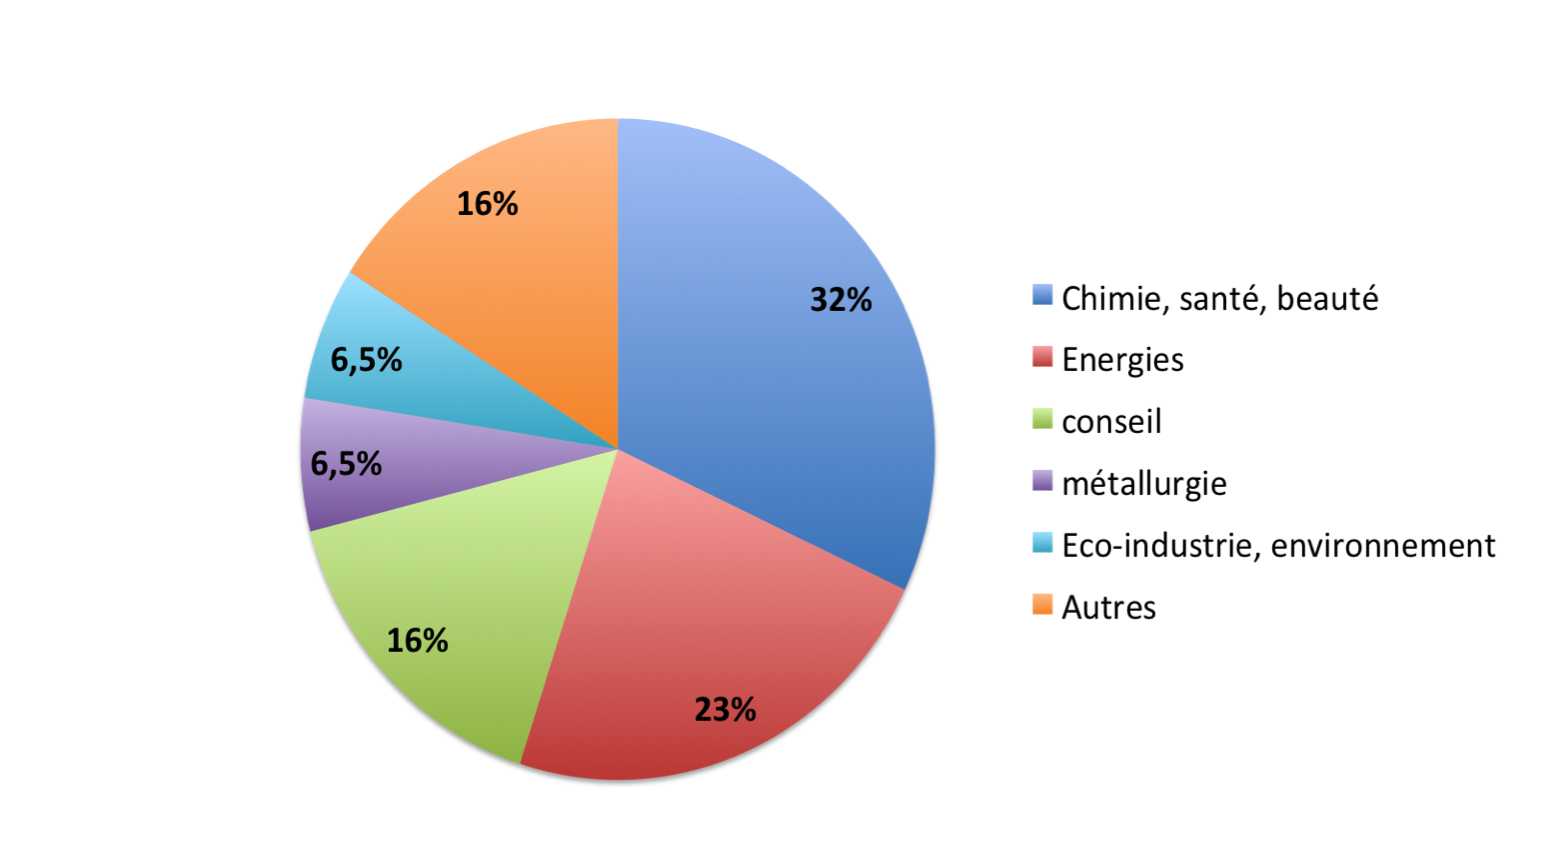 16%
32%
6,5%
6,5%
16%
23%
Chimie, santé, beauté
Energies
conseil
métallurgie
Eco-industrie, environnement
Autres